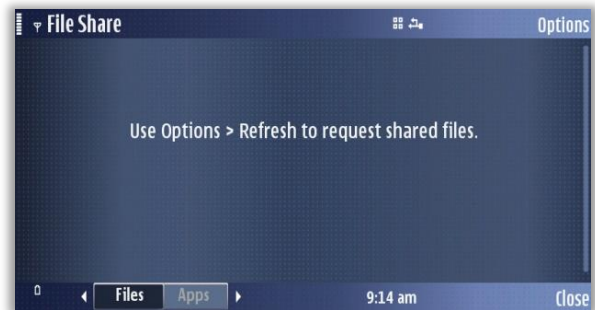 File Share
Options
Use Options > Refresh to request shared files.
Files Apps
9:14 am
Close